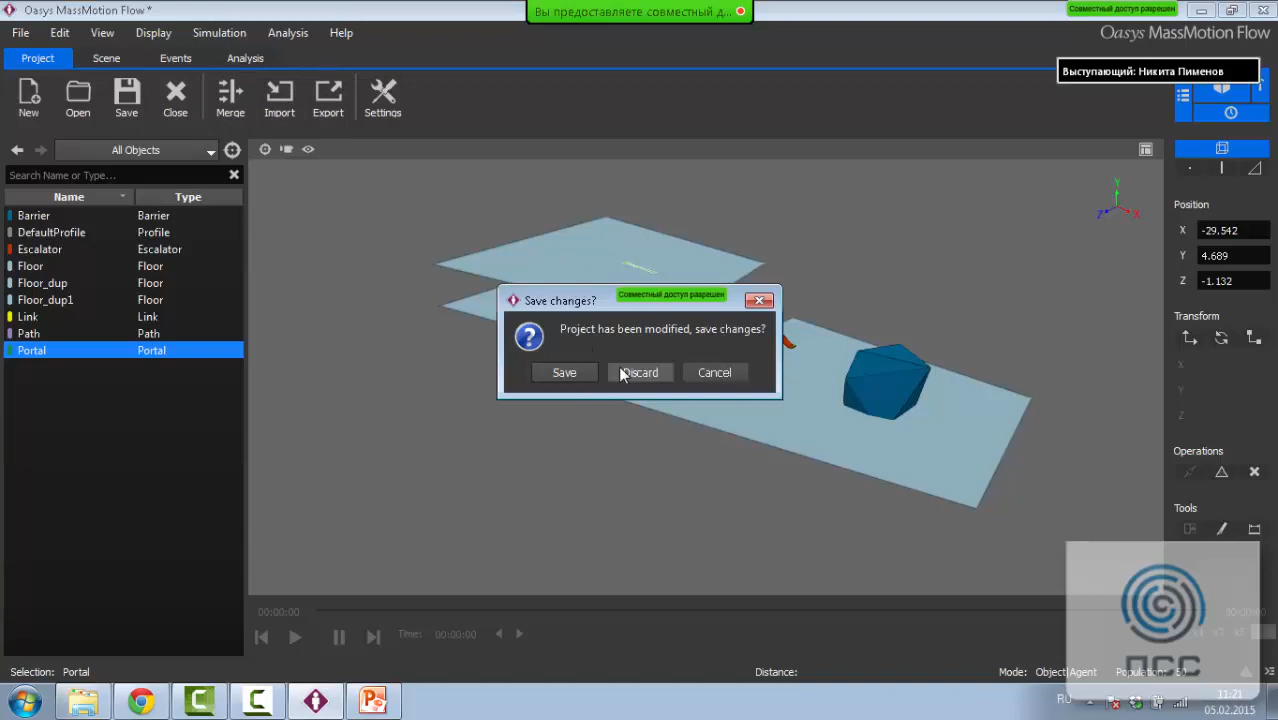 Oasys MassMotion Flow *
Вы предоставляете совместный д...
Совместный доступ разрешен
File Edit View Display Simulation Analysis Help
Oasys MassMotion Flow
Project Scene Events Analysis
Выступающий: Никита Пименов
New Open Save Close Merge Import Export Settings
All Objects
Search Name or Type...
Name Type
Barrier Barrier
DefaultProfile Profile
Escalator Escalator
Floor Floor
Floor_dup Floor
Floor_dup1 Floor
Link Link
Path Path
Portal Portal
Y
Z X
Save changes?
Совместный доступ разрешен
Project has been modified, save changes?
Save Discard Cancel
Position
X -29.542
Y 4.689
Z -1.132
Transform
X
Y
Z
Operations
Tools
00:00:00
00:00:00
Time: 00:00:00
Selection: Portal
Distance:
Mode: Object|Agent
Population: 50
ПСС
RU
11:21
05.02.2015